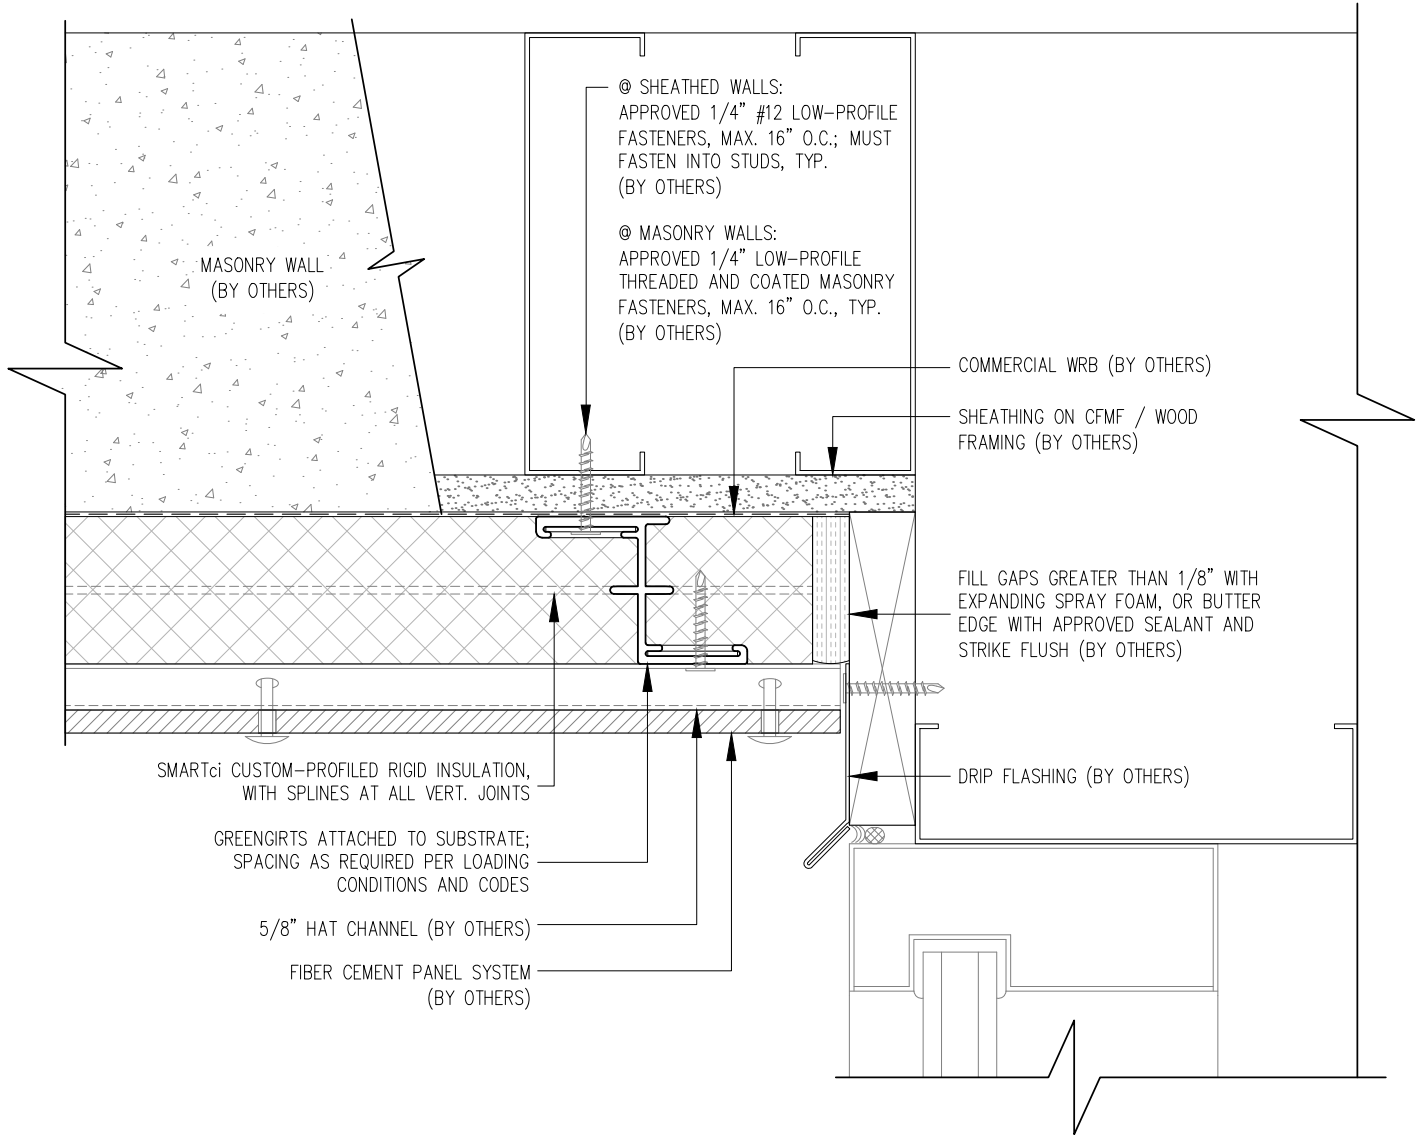 @ SHEATHED WALLS:
APPROVED 1/4" #12 LOW-PROFILE
FASTENERS, MAX. 16" O.C.; MUST
FASTEN INTO STUDS, TYP.
(BY OTHERS)
@ MASONRY WALLS:
APPROVED 1/4" LOW-PROFILE
THREADED AND COATED MASONRY
FASTENERS, MAX. 16" O.C., TYP.
(BY OTHERS)
MASONRY WALL
(BY OTHERS)
COMMERCIAL WRB (BY OTHERS)
SHEATHING ON CFMF / WOOD
FRAMING (BY OTHERS)
FILL GAPS GREATER THAN 1/8" WITH
EXPANDING SPRAY FOAM, OR BUTTER
EDGE WITH APPROVED SEALANT AND
STRIKE FLUSH (BY OTHERS)
DRIP FLASHING (BY OTHERS)
SMARTci CUSTOM-PROFILED RIGID INSULATION,
WITH SPLINES AT ALL VERT. JOINTS
GREENGIRTS ATTACHED TO SUBSTRATE;
SPACING AS REQUIRED PER LOADING
CONDITIONS AND CODES
5/8" HAT CHANNEL (BY OTHERS)
FIBER CEMENT PANEL SYSTEM
(BY OTHERS)